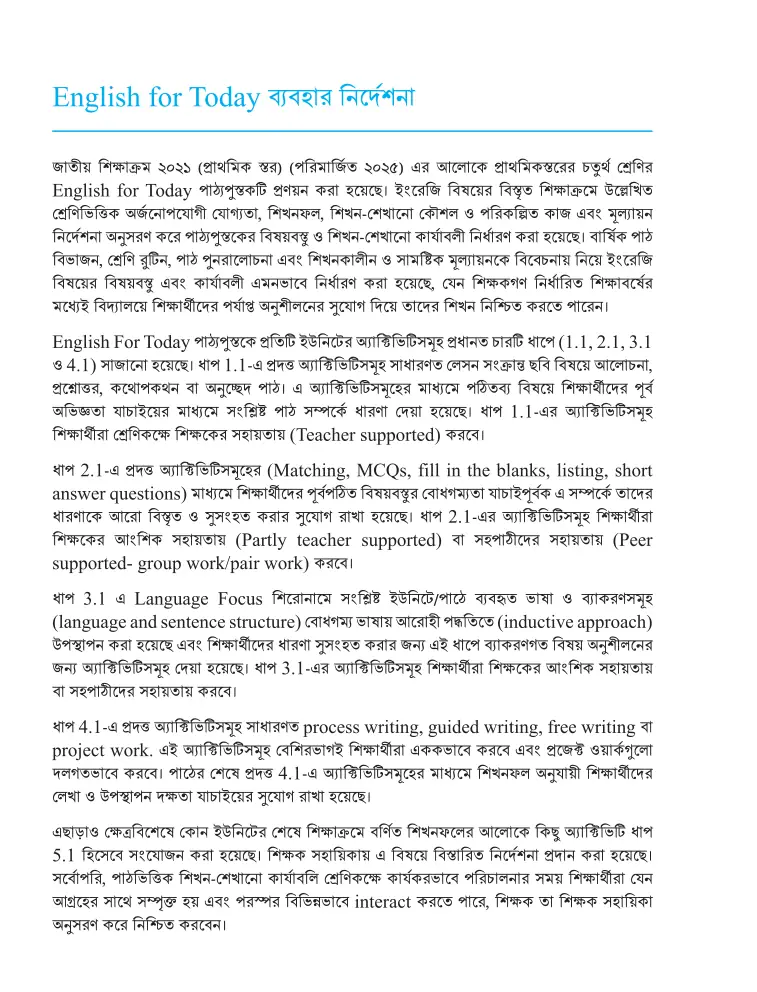 English for Today ব্যবহার নির্দেশনা
জাতীয় শিক্ষাক্রম ২০২১ (প্রাথমিক স্তর) (পরিমার্জিত ২০২৫) এর আলোকে প্রাথমিকস্তরের চতুর্থ শ্রেণির
English for Today পাঠ্যপুস্তকটি প্রণয়ন করা হয়েছে। ইংরেজি বিষয়ের বিস্তৃত শিক্ষাক্রমে উল্লেখিত
শ্রেণিভিত্তিক অর্জনোপযোগী যোগ্যতা, শিখনফল, শিখন-শেখানো কৌশল ও পরিকল্পিত কাজ এবং মূল্যায়ন
নির্দেশনা অনুসরণ করে পাঠ্যপুস্তকের বিষয়বস্তু ও শিখন-শেখানো কার্যাবলী নির্ধারণ করা হয়েছে। বার্ষিক পাঠ
বিভাজন, শ্রেণি রুটিন, পাঠ পুনরালোচনা এবং শিখনকালীন ও সামষ্টিক মূল্যায়নকে বিবেচনায় নিয়ে ইংরেজি
বিষয়ের বিষয়বস্তু এবং কার্যাবলী এমনভাবে নির্ধারণ করা হয়েছে, যেন শিক্ষকগণ নির্ধারিত শিক্ষাবর্ষের
মধ্যেই বিদ্যালয়ে শিক্ষার্থীদের পর্যাপ্ত অনুশীলনের সুযোগ দিয়ে তাদের শিখন নিশ্চিত করতে পারেন।
English For Today পাঠ্যপুস্তকে প্রতিটি ইউনিটের অ্যাক্টিভিটিসমূহ প্রধানত চারটি ধাপে (1.1, 2.1, 3.1
ও 4.1) সাজানো হয়েছে। ধাপ 1.1-এ প্রদত্ত অ্যাক্টিভিটিসমূহ সাধারণত লেসন সংক্রান্ত ছবি বিষয়ে আলোচনা,
প্রশ্নোত্তর, কথোপকথন বা অনুচ্ছেদ পাঠ। এ অ্যাক্টিভিটিসমূহের মাধ্যমে পঠিতব্য বিষয়ে শিক্ষার্থীদের পূর্ব
অভিজ্ঞতা যাচাইয়ের মাধ্যমে সংশ্লিষ্ট পাঠ সম্পর্কে ধারণা দেয়া হয়েছে। ধাপ 1.1-এর অ্যাক্টিভিটিসমূহ
শিক্ষার্থীরা শ্রেণিকক্ষে শিক্ষকের সহায়তায় (Teacher supported) করবে।
ধাপ 2.1-এ প্রদত্ত অ্যাক্টিভিটিসমূহের (Matching, MCQs, fill in the blanks, listing, short
answer questions) মাধ্যমে শিক্ষার্থীদের পূর্বপঠিত বিষয়বস্তুর বোধগম্যতা যাচাইপূর্বক এ সম্পর্কে তাদের
ধারণাকে আরো বিস্তৃত ও সুসংহত করার সুযোগ রাখা হয়েছে। ধাপ 2.1-এর অ্যাক্টিভিটিসমূহ শিক্ষার্থীরা
শিক্ষকের আংশিক সহায়তায় (Partly teacher supported) বা সহপাঠীদের সহায়তায় (Peer
supported- group work/pair work) করবে।
ধাপ 3.1 এ Language Focus শিরোনামে সংশ্লিষ্ট ইউনিটে/পাঠে ব্যবহৃত ভাষা ও ব্যাকরণসমূহ
(language and sentence structure) বোধগম্য ভাষায় আরোহী পদ্ধতিতে (inductive approach)
উপস্থাপন করা হয়েছে এবং শিক্ষার্থীদের ধারণা সুসংহত করার জন্য এই ধাপে ব্যাকরণগত বিষয় অনুশীলনের
জন্য অ্যাক্টিভিটিসমূহ দেয়া হয়েছে। ধাপ 3.1-এর অ্যাক্টিভিটিসমূহ শিক্ষার্থীরা শিক্ষকের আংশিক সহায়তায়
বা সহপাঠীদের সহায়তায় করবে।
ধাপ 4.1-এ প্রদত্ত অ্যাক্টিভিটিসমূহ সাধারণত process writing, guided writing, free writing বা
project work. এই অ্যাক্টিভিটিসমূহ বেশিরভাগই শিক্ষার্থীরা এককভাবে করবে এবং প্রজেক্ট ওয়ার্কগুলো
দলগতভাবে করবে। পাঠের শেষে প্রদত্ত 4.1-এ অ্যাক্টিভিটিসমূহের মাধ্যমে শিখনফল অনুযায়ী শিক্ষার্থীদের
লেখা ও উপস্থাপন দক্ষতা যাচাইয়ের সুযোগ রাখা হয়েছে।
এছাড়াও ক্ষেত্রবিশেষে কোন ইউনিটের শেষে শিক্ষাক্রমে বর্ণিত শিখনফলের আলোকে কিছু অ্যাক্টিভিটি ধাপ
5.1 হিসেবে সংযোজন করা হয়েছে। শিক্ষক সহায়িকায় এ বিষয়ে বিস্তারিত নির্দেশনা প্রদান করা হয়েছে।
সর্বোপরি, পাঠভিত্তিক শিখন-শেখানো কার্যাবলি শ্রেণিকক্ষে কার্যকরভাবে পরিচালনার সময় শিক্ষার্থীরা যেন
আগ্রহের সাথে সম্পৃক্ত হয় এবং পরস্পর বিভিন্নভাবে interact করতে পারে, শিক্ষক তা শিক্ষক সহায়িকা
অনুসরণ করে নিশ্চিত করবেন।